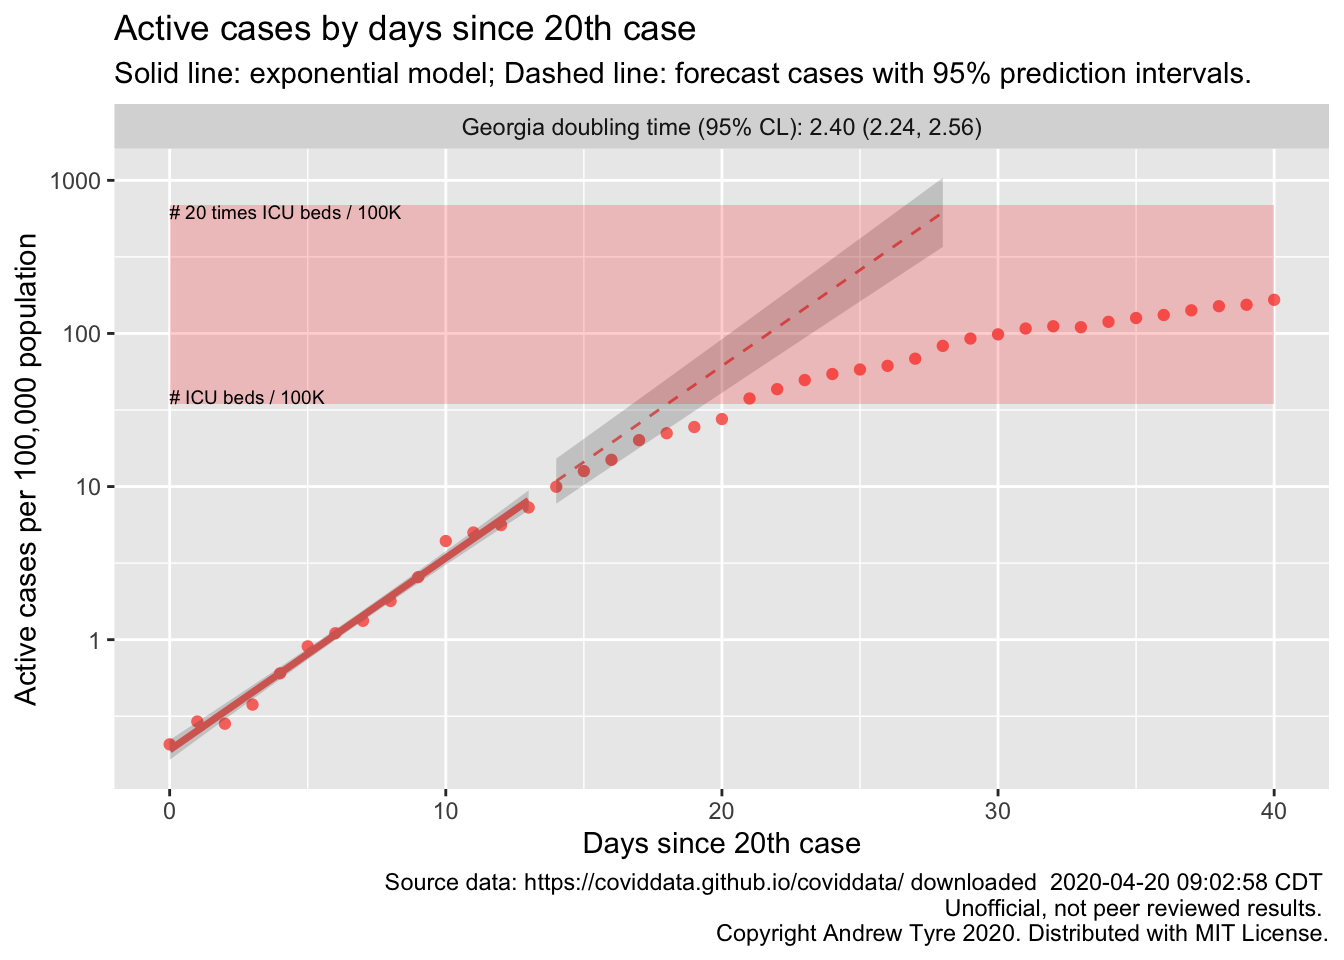 Active cases by days since 20th case
Solid line: exponential model; Dashed line: forecast cases with 95% prediction intervals.
Georgia doubling time (95% CL): 2.40 (2.24, 2.56)
Active cases per 100,000 population
1000
100
10
1
# 20 times ICU beds / 100K
# ICU beds / 100K
0 10 20 30 40
Days since 20th case
Source data: https://coviddata.github.io/coviddata/ downloaded  2020-04-20 09:02:58 CDT
Unofficial, not peer reviewed results.
Copyright Andrew Tyre 2020. Distributed with MIT License.